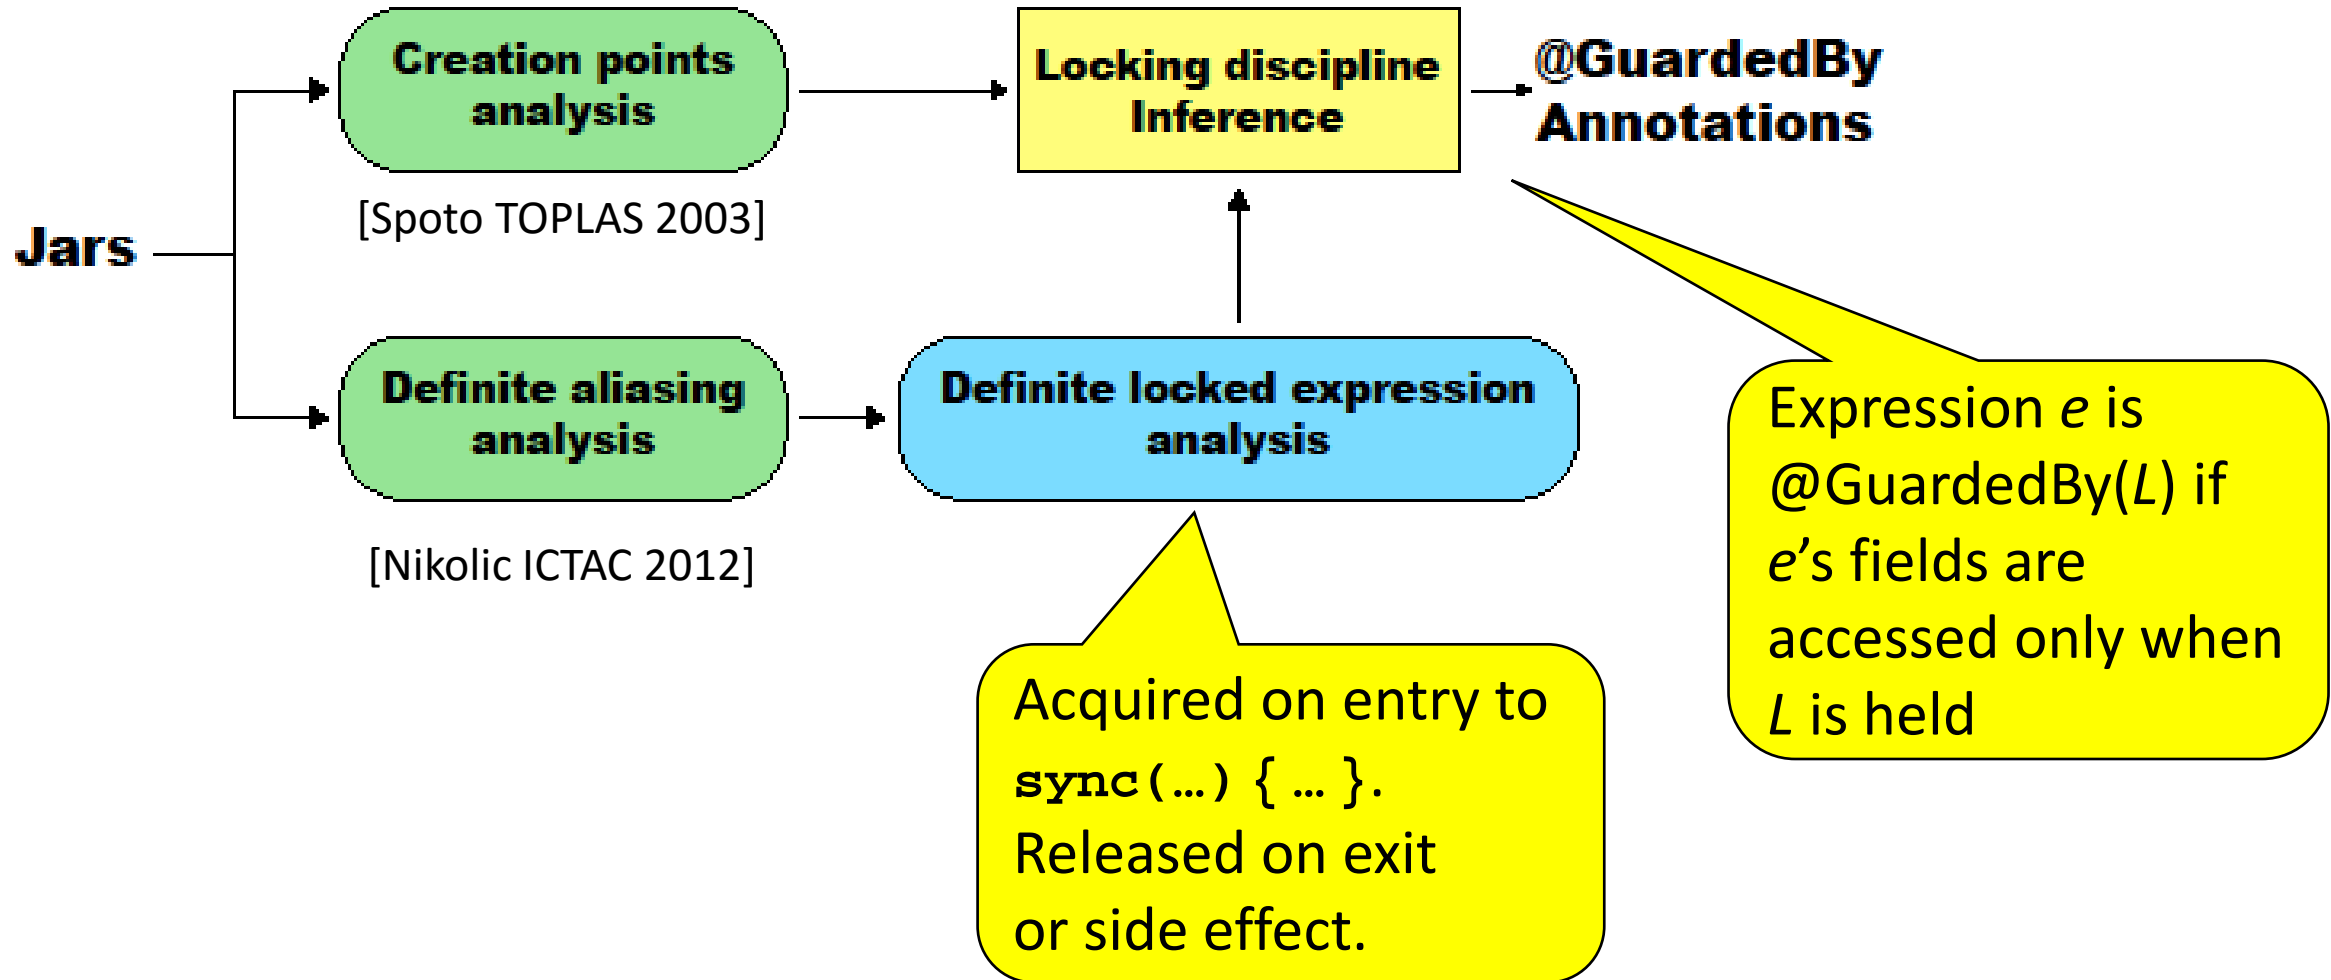 Creation points
analysis
[Spoto TOPLAS 2003]
Locking discipline
Inference
@GuardedBy
Annotations
Jars
Definite aliasing
analysis
[Nikolic ICTAC 2012]
Definite locked expression
analysis
Expression e is
@GuardedBy(L) if
e’s fields are
accessed only when
L is held
Acquired on entry to
sync(…) { … }.
Released on exit
or side effect.